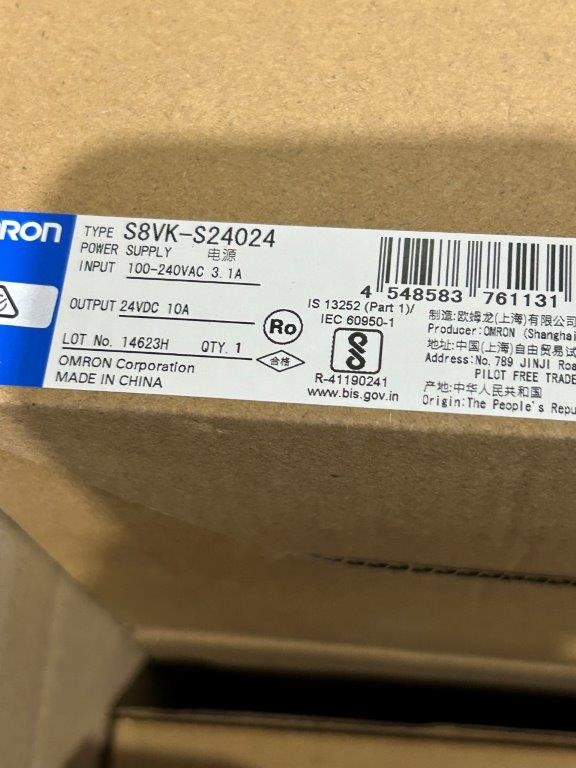 TYPE S8VK-S24024
POWER SUPPLY 电源
INPUT 100-240VAC 3.1A
OUTPUT 24VDC 10A
LOT No. 14623H QTY. 1
OMRON Corporation
MADE IN CHINA
Ro
合格
IS 13252 (Part 1)/
IEC 60950-1
R-41190241
www.bis.gov.in
4 548583 761131
制造:欧姆龙(上海)有限公司
Producer:OMRON (Shanghai
地址:中国(上海)自由贸易试
Address:No. 789 JINJI Roa
PILOT FREE TRADE
产地:中华人民共和国
Origin:The People's Repu